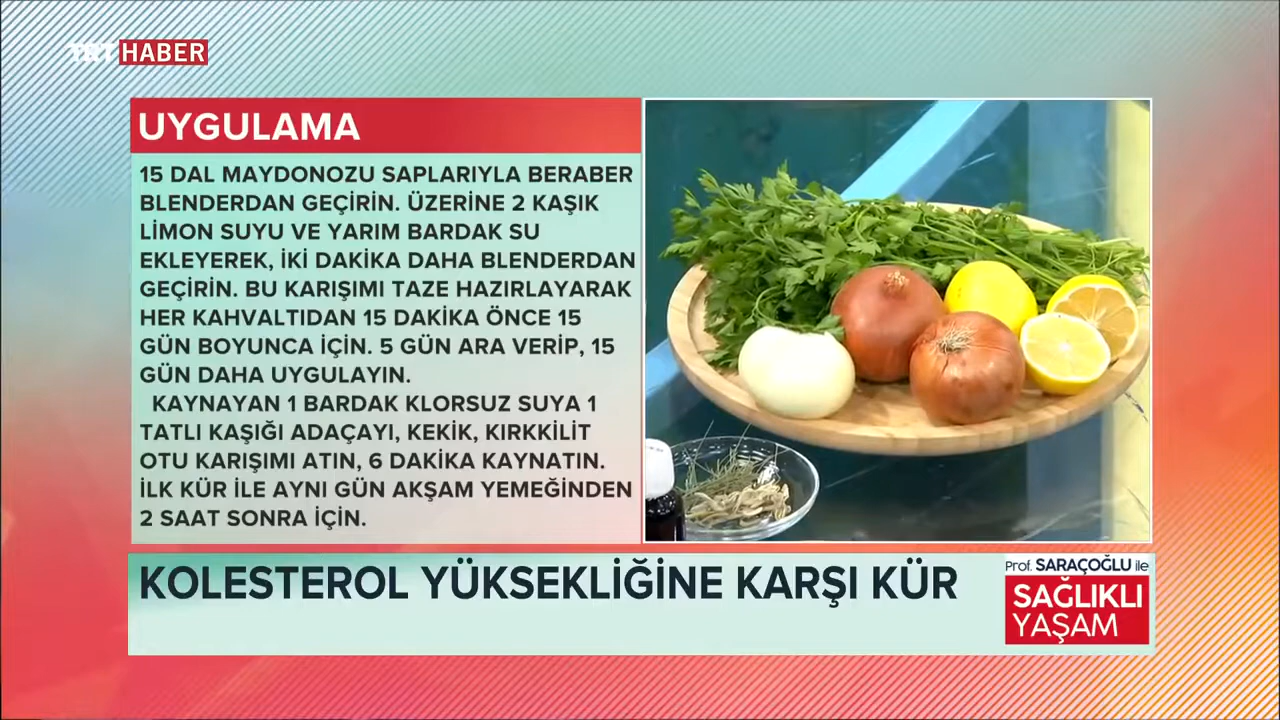 TRT HABER
UYGULAMA
15 DAL MAYDONOZU SAPLARIYLA BERABER
BLENDERDAN GEÇİRİN. ÜZERİNE 2 KAŞIK
LİMON SUYU VE YARIM BARDAK SU
EKLEYEREK, İKİ DAKİKA DAHA BLENDERDAN
GEÇİRİN. BU KARIŞIMI TAZE HAZIRLAYARAK
HER KAHVALTIDAN 15 DAKİKA ÖNCE 15
GÜN BOYUNCA İÇİN. 5 GÜN ARA VERİP, 15
GÜN DAHA UYGULAYIN.
KAYNAYAN 1 BARDAK KLORSUZ SUYA 1
TATLI KAŞIĞI ADAÇAYI, KEKİK, KIRKKİLİT
OTU KARIŞIMI ATIN, 6 DAKİKA KAYNATIN.
İLK KÜR İLE AYNI GÜN AKŞAM YEMEĞİNDEN
2 SAAT SONRA İÇİN.
KOLESTEROL YÜKSEKLİĞİNE KARŞI KÜR
Prof. SARAÇOĞLU ile
SAĞLIKLI
YAŞAM